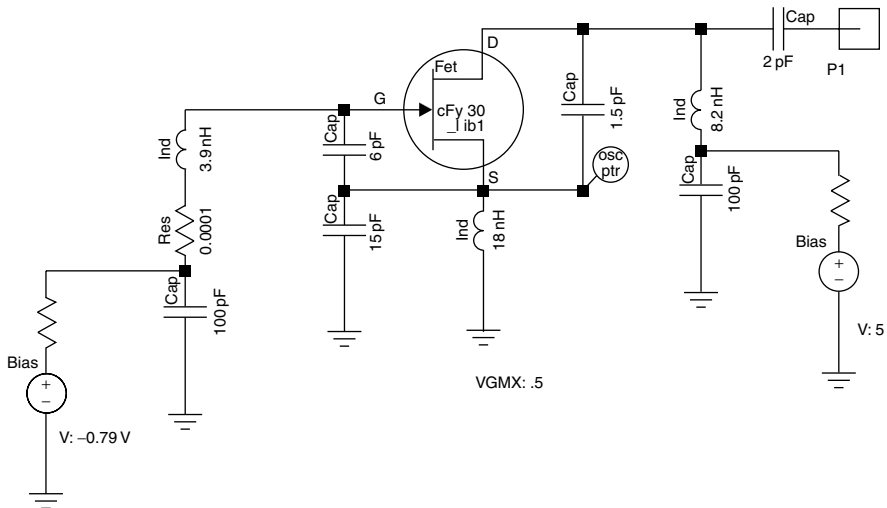 Cap
2 pF
P1
D
Fet
G
cFy 30
_l ib1
S
Cap
1.5 pF
Ind
8.2 nH
Ind
3.9 nH
Cap
6 pF
osc
ptr
Cap
100 pF
Res
0.0001
Cap
15 pF
Ind
18 nH
Bias
+
–
V: 5
Cap
100 pF
Bias
+
–
V: –0.79 V
VGMX: .5